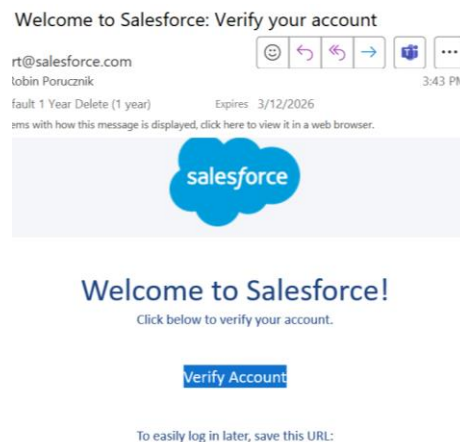 Welcome to Salesforce: Verify your account
rt@salesforce.com
Robin Porucznik
3:43 PM
fault 1 Year Delete (1 year) Expires 3/12/2026
ems with how this message is displayed, click here to view it in a web browser.
salesforce
Welcome to Salesforce!
Click below to verify your account.
Verify Account
To easily log in later, save this URL: